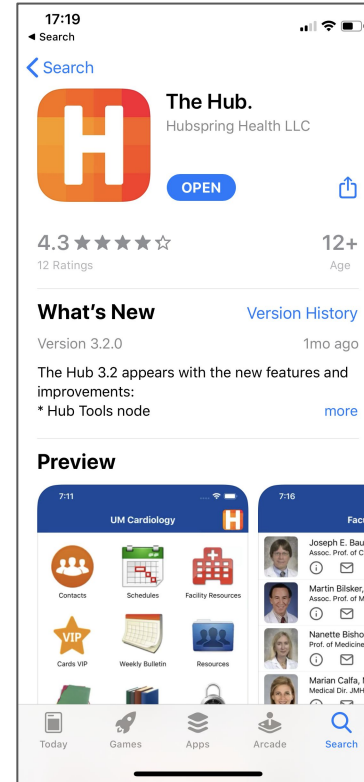 17:19
◀ Search
Search
H
The Hub.
Hubspring Health LLC
OPEN
4.3 ★★★★☆
12+
12 Ratings
Age
What's New
Version History
Version 3.2.0
1mo ago
The Hub 3.2 appears with the new features and
improvements:
* Hub Tools node
more
Preview
7:11
UM Cardiology
H
Contacts
Schedules
Facility Resources
VIP
Cards VIP
Weekly Bulletin
Resources
7:16
Facu
Joseph E. Bau
Assoc. Prof. of C
Martin Bilsker,
Assoc. Prof. of M
Nanette Bisho
Prof. of Medicine
Marian Calfa, M
Medical Dir. JMH
Today
Games
Apps
Arcade
Search